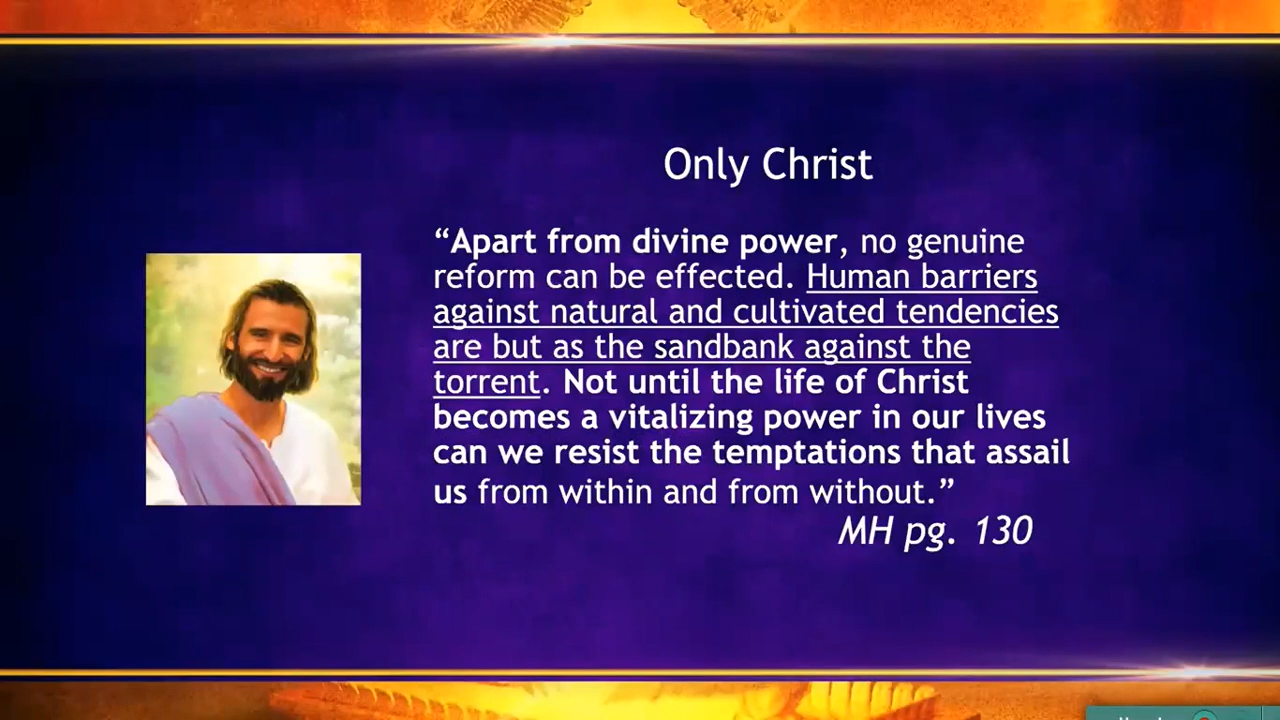 Only Christ
“Apart from divine power, no genuine
reform can be effected. Human barriers
against natural and cultivated tendencies
are but as the sandbank against the
torrent. Not until the life of Christ
becomes a vitalizing power in our lives
can we resist the temptations that assail
us from within and from without.”
MH pg. 130